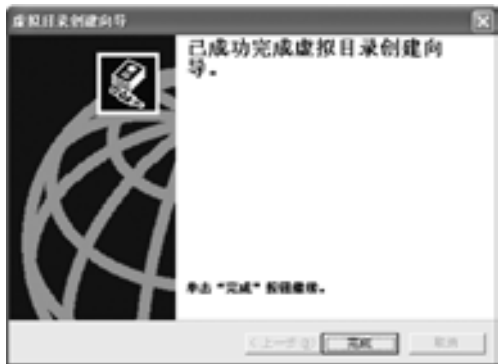 虚拟目录创建向导
已成功完成虚拟目录创建向
导。
单击“完成”按钮继续。
<上一步(B) 完成 取消